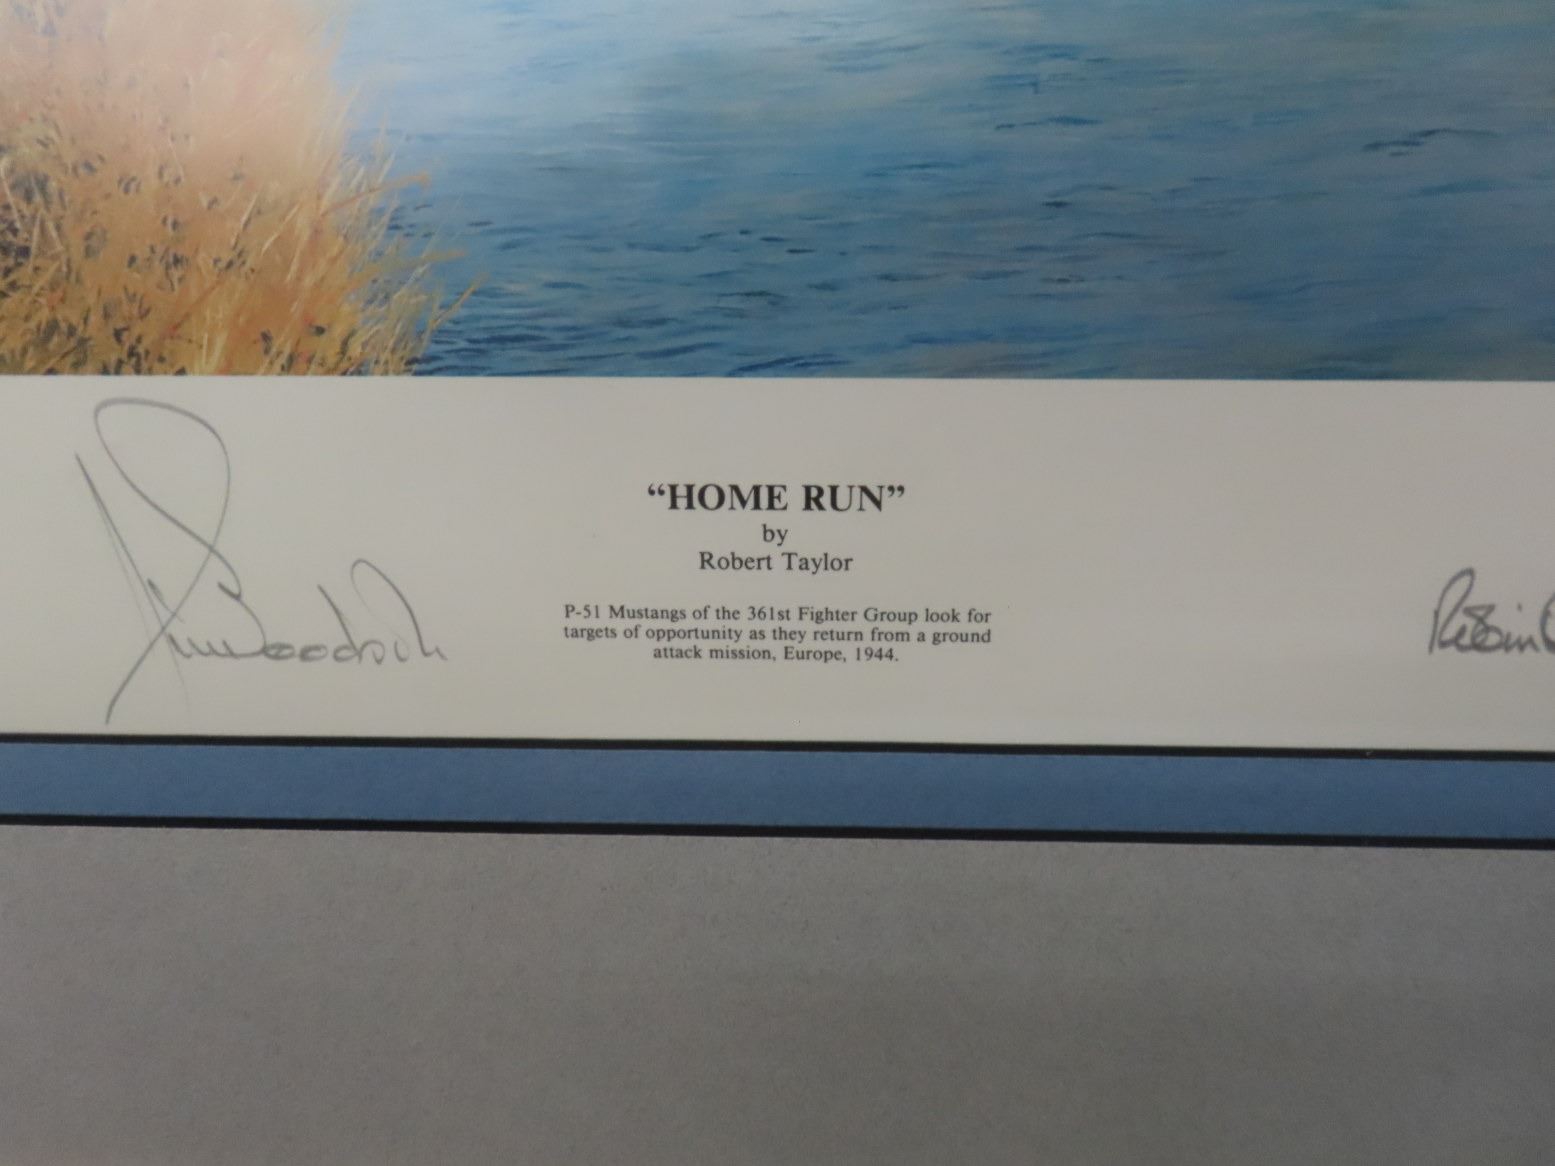 “HOME RUN”
by
Robert Taylor
P-51 Mustangs of the 361st Fighter Group look for
targets of opportunity as they return from a ground
attack mission, Europe, 1944.
Robin